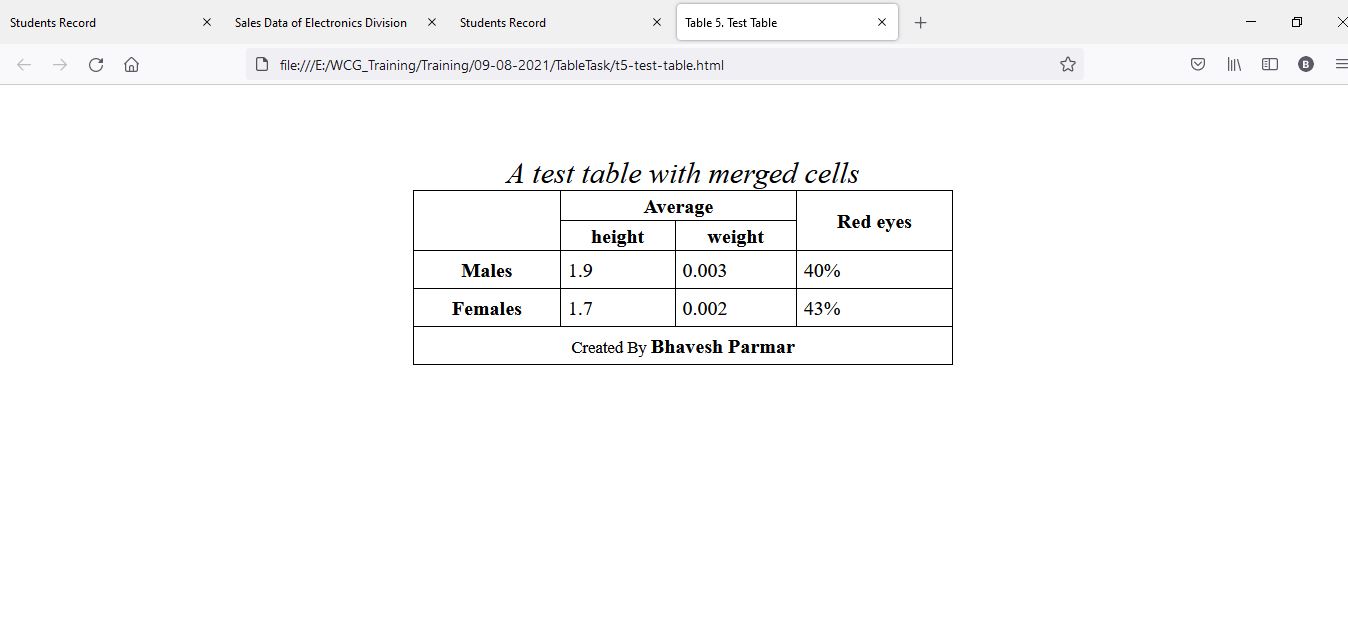 Students Record
Sales Data of Electronics Division
Students Record
Table 5. Test Table
file:///E:/WCG_Training/Training/09-08-2021/TableTask/t5-test-table.html
B
A test table with merged cells
Average Red eyes
height weight
Males 1.9 0.003 40%
Females 1.7 0.002 43%
Created By Bhavesh Parmar